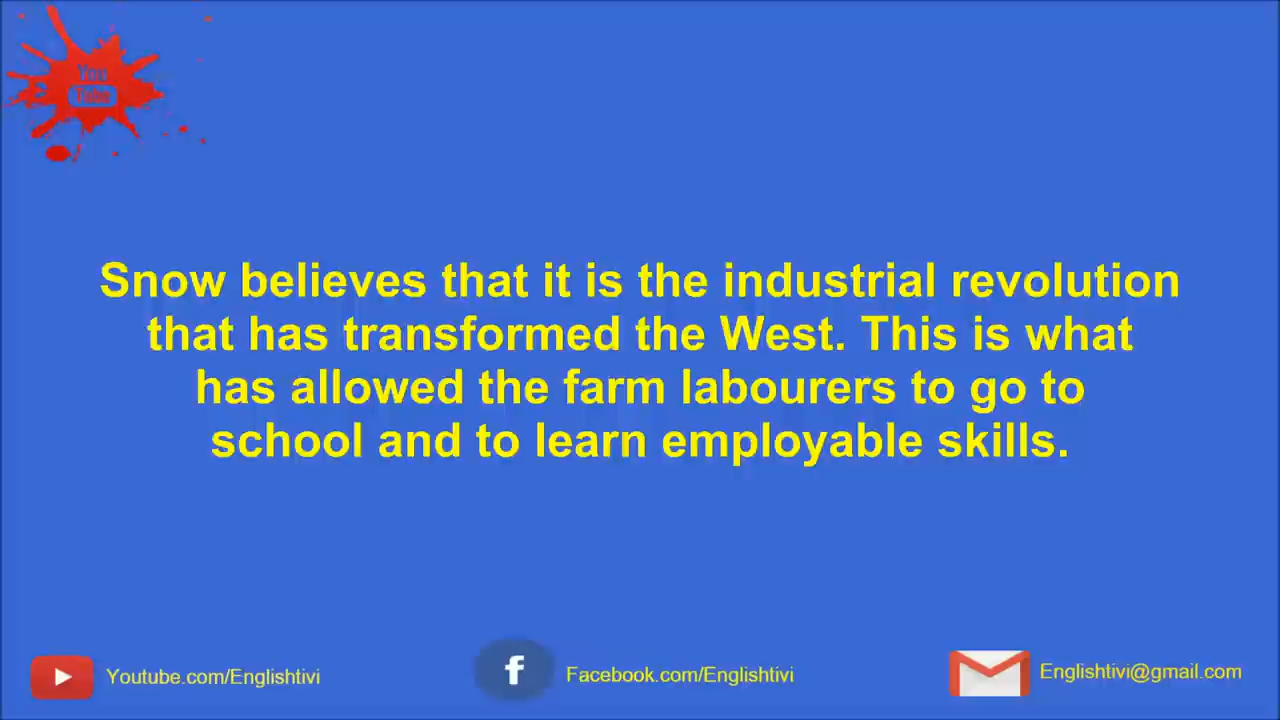 You
Tube
Snow believes that it is the industrial revolution
that has transformed the West. This is what
has allowed the farm labourers to go to
school and to learn employable skills.
Youtube.com/Englishtivi
f
Facebook.com/Englishtivi
Englishtivi@gmail.com